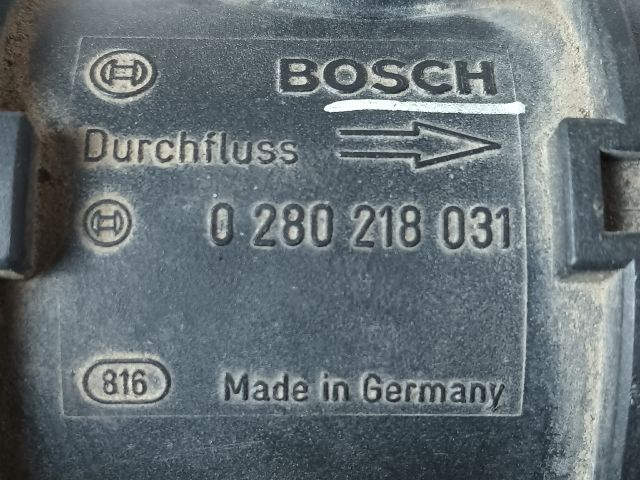 BOSCH
Durchfluss
0 280 218 031
816 Made in Germany